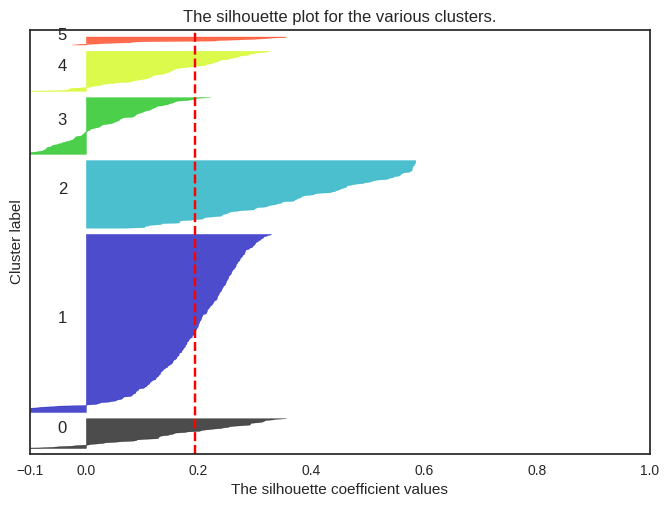 The silhouette plot for the various clusters.
5
4
3
2
1
0
Cluster label
−0.1 0.0 0.2 0.4 0.6 0.8 1.0
The silhouette coefficient values